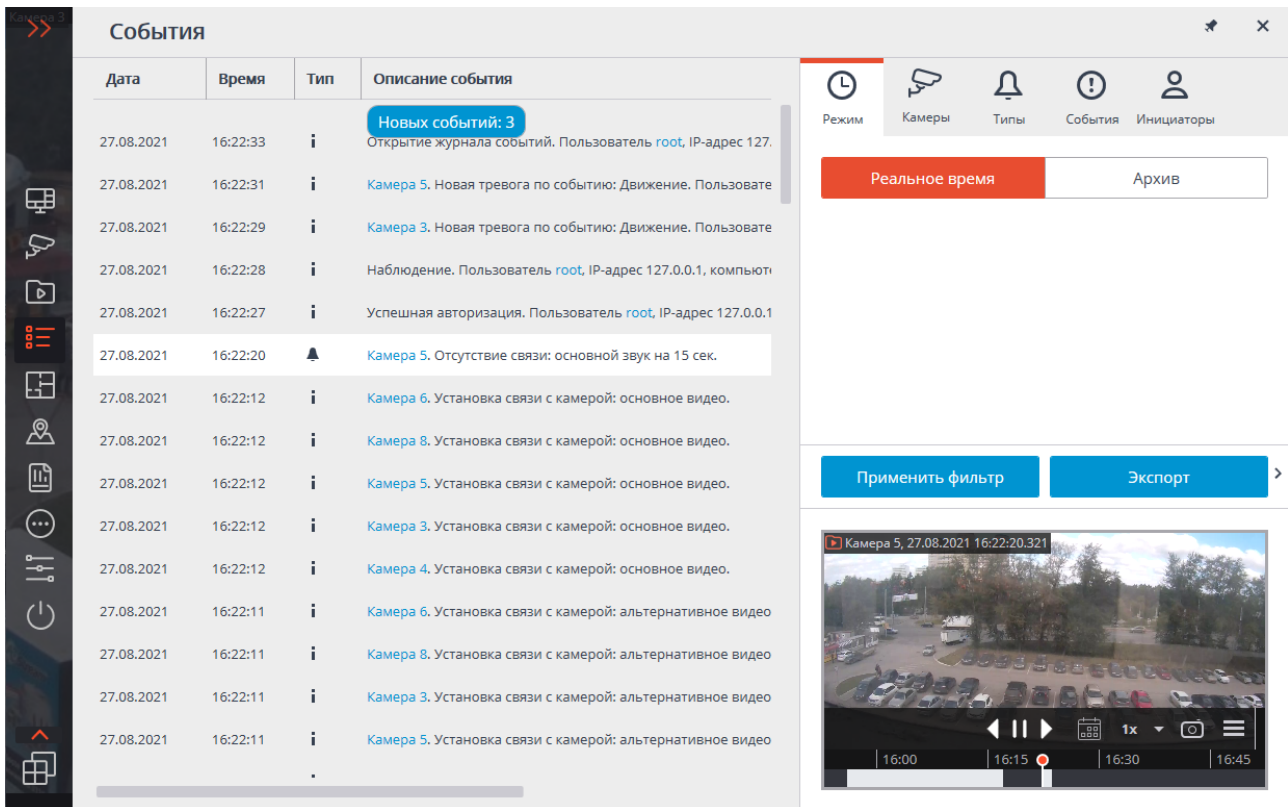 Камера 3
События
Дата Время Тип Описание события
Новых событий: 3
27.08.2021 16:22:33 Открытие журнала событий. Пользователь root, IP-адрес 127.
27.08.2021 16:22:31 Камера 5. Новая тревога по событию: Движение. Пользовате
27.08.2021 16:22:29 Камера 3. Новая тревога по событию: Движение. Пользовате
27.08.2021 16:22:28 Наблюдение. Пользователь root, IP-адрес 127.0.0.1, компьют
27.08.2021 16:22:27 Успешная авторизация. Пользователь root, IP-адрес 127.0.0.1
27.08.2021 16:22:20 Камера 5. Отсутствие связи: основной звук на 15 сек.
27.08.2021 16:22:12 Камера 6. Установка связи с камерой: основное видео.
27.08.2021 16:22:12 Камера 8. Установка связи с камерой: основное видео.
27.08.2021 16:22:12 Камера 5. Установка связи с камерой: основное видео.
27.08.2021 16:22:12 Камера 3. Установка связи с камерой: основное видео.
27.08.2021 16:22:12 Камера 4. Установка связи с камерой: основное видео.
27.08.2021 16:22:11 Камера 6. Установка связи с камерой: альтернативное видео
27.08.2021 16:22:11 Камера 8. Установка связи с камерой: альтернативное видео
27.08.2021 16:22:11 Камера 3. Установка связи с камерой: альтернативное видео
27.08.2021 16:22:11 Камера 5. Установка связи с камерой: альтернативное видео
Режим Камеры Типы События Инициаторы
Реальное время Архив
Применить фильтр Экспорт
Камера 5, 27.08.2021 16:22:20.321
1x
16:00 16:15 16:30 16:45